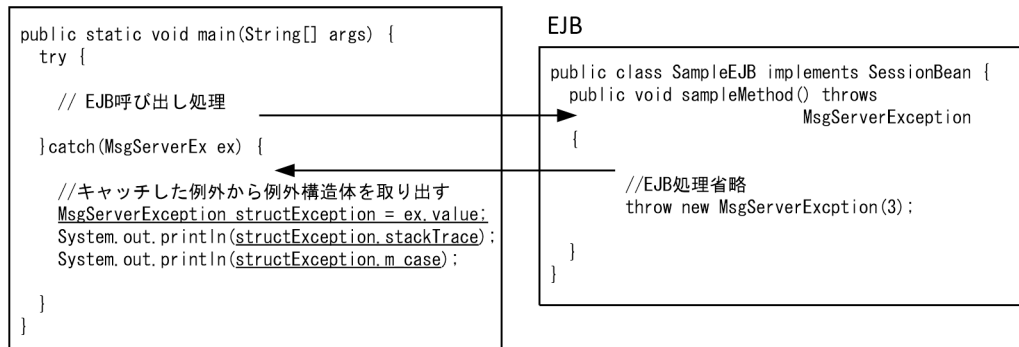 public static void main(String[] args) {
try {
// EJB呼び出し処理
}catch(MsgServerEx ex) {
//キャッチした例外から例外構造体を取り出す
MsgServerException structException = ex.value;
System.out.println(structException.stackTrace);
System.out.println(structException.m_case);
}
}
EJB
public class SampleEJB implements SessionBean {
public void sampleMethod() throws
MsgServerException
{
//EJB処理省略
throw new MsgServerExcption(3);
}
}